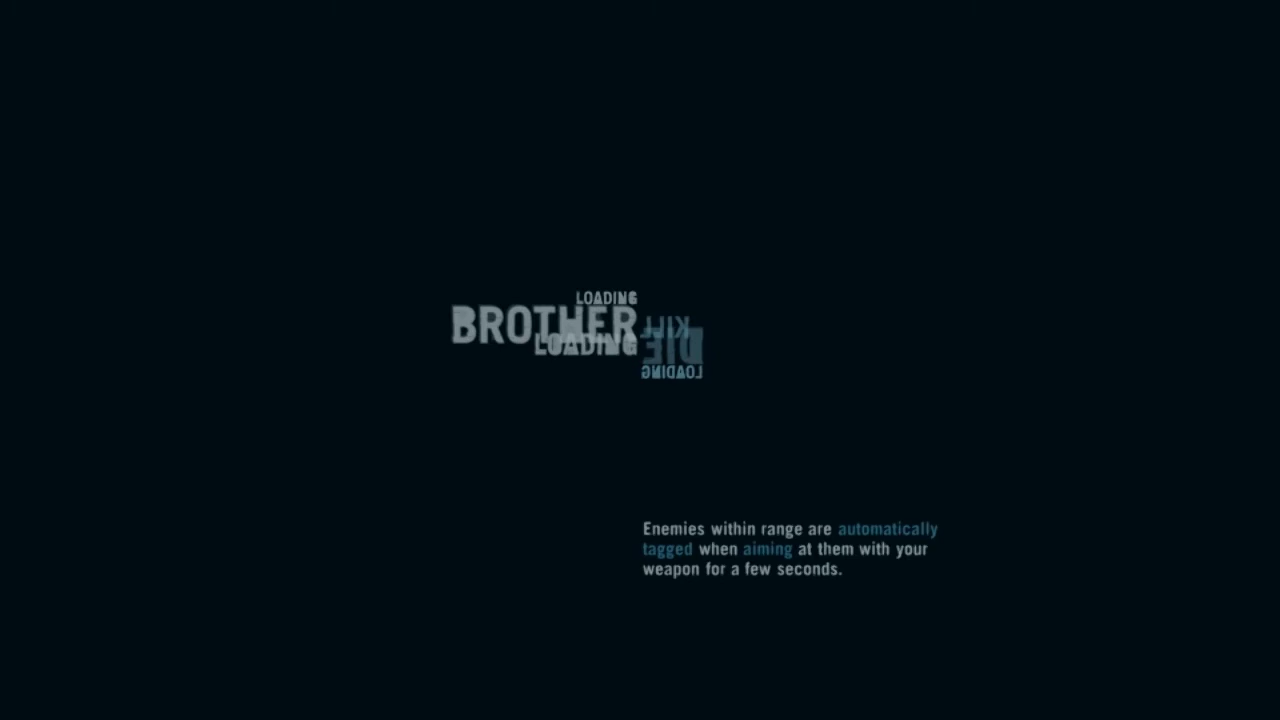 LOADING
BROTHER
LOADING
KILL
DIE
LOADING
Enemies within range are automatically
tagged when aiming at them with your
weapon for a few seconds.